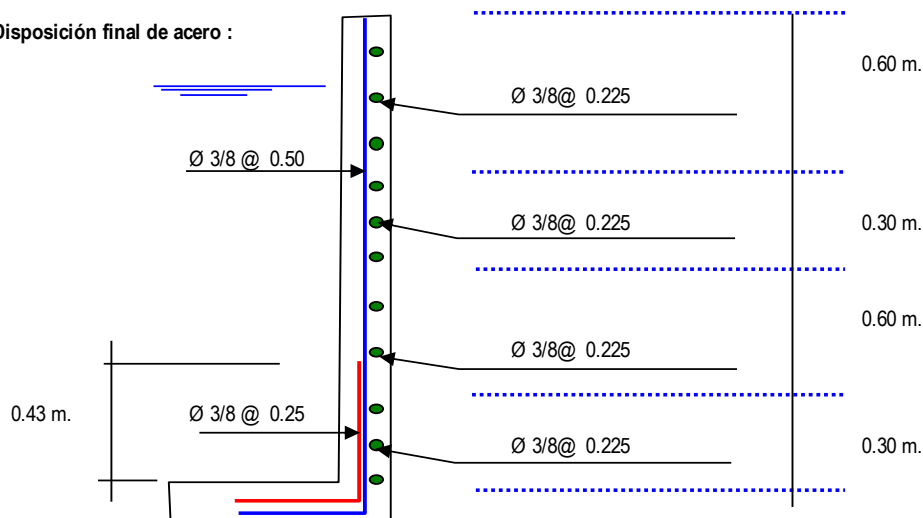 Disposición final de acero :
0.60 m.
Ø 3/8@ 0.225
Ø 3/8 @ 0.50
Ø 3/8@ 0.225
0.30 m.
0.60 m.
Ø 3/8@ 0.225
0.43 m.
Ø 3/8 @ 0.25
Ø 3/8@ 0.225
0.30 m.